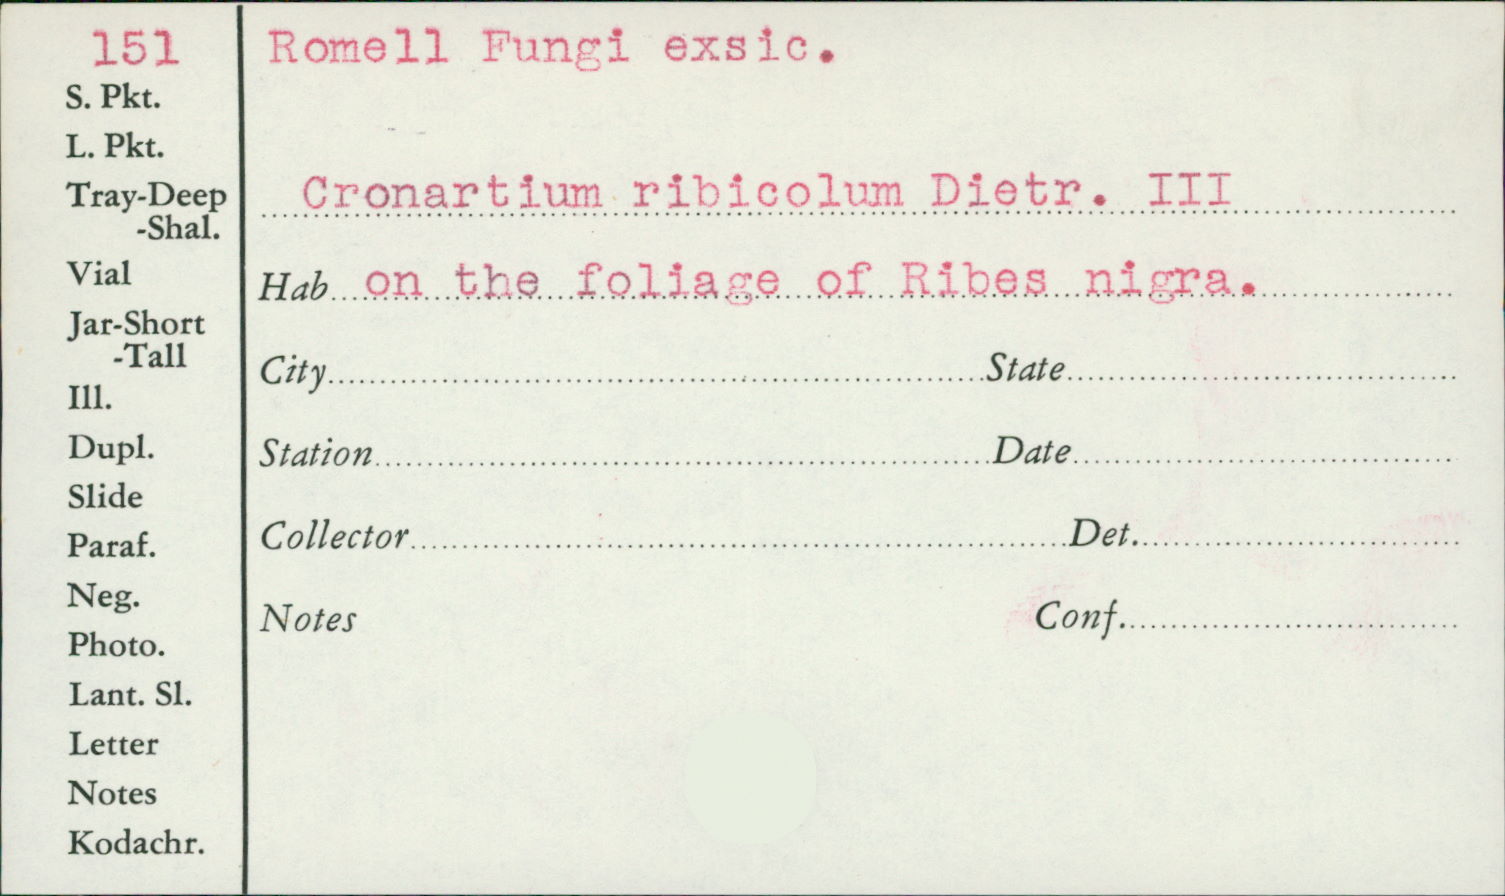 151 Romell Fungi exsic.
S. Pkt.
L. Pkt.
Tray-Deep Cronartium ribicolum Dietr. III
-Shal.
Vial Hab on the foliage of Ribes nigra.
Jar-Short
-Tall City State
Ill.
Dupl. Station Date
Slide
Paraf. Collector Det.
Neg. Notes Conf.
Photo.
Lant. Sl.
Letter
Notes
Kodachr.